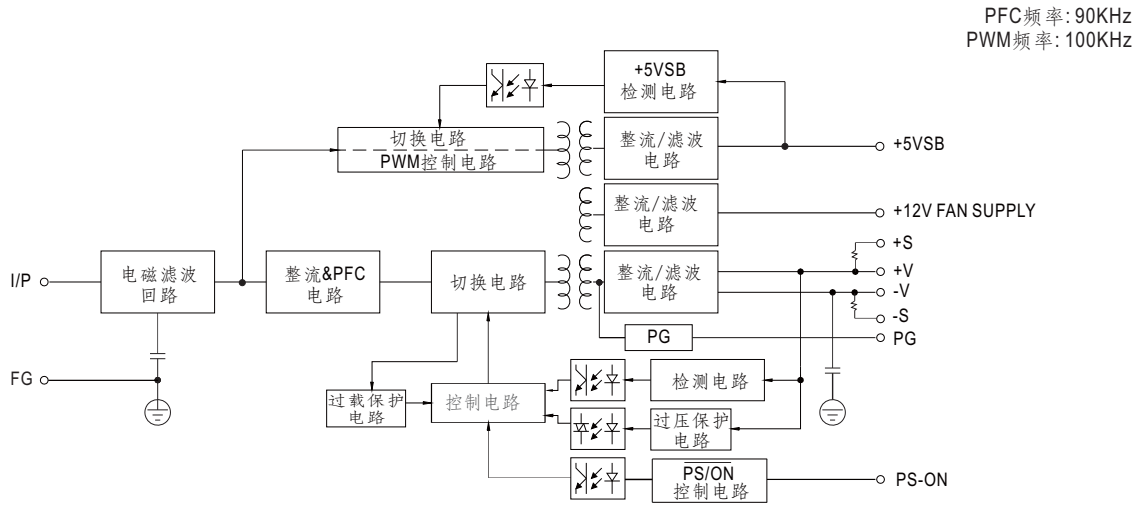 PFC频率: 90KHz
PWM频率: 100KHz
+5VSB
检测电路
切换电路
PWM控制电路
整流/滤波
电路
+5VSB
整流/滤波
电路
+12V FAN SUPPLY
+S
I/P
电磁滤波
回路
整流&PFC
电路
切换电路
整流/滤波
电路
+V
-V
-S
PG
PG
FG
过载保护
电路
控制电路
检测电路
过压保护
电路
PS/ON
控制电路
PS-ON